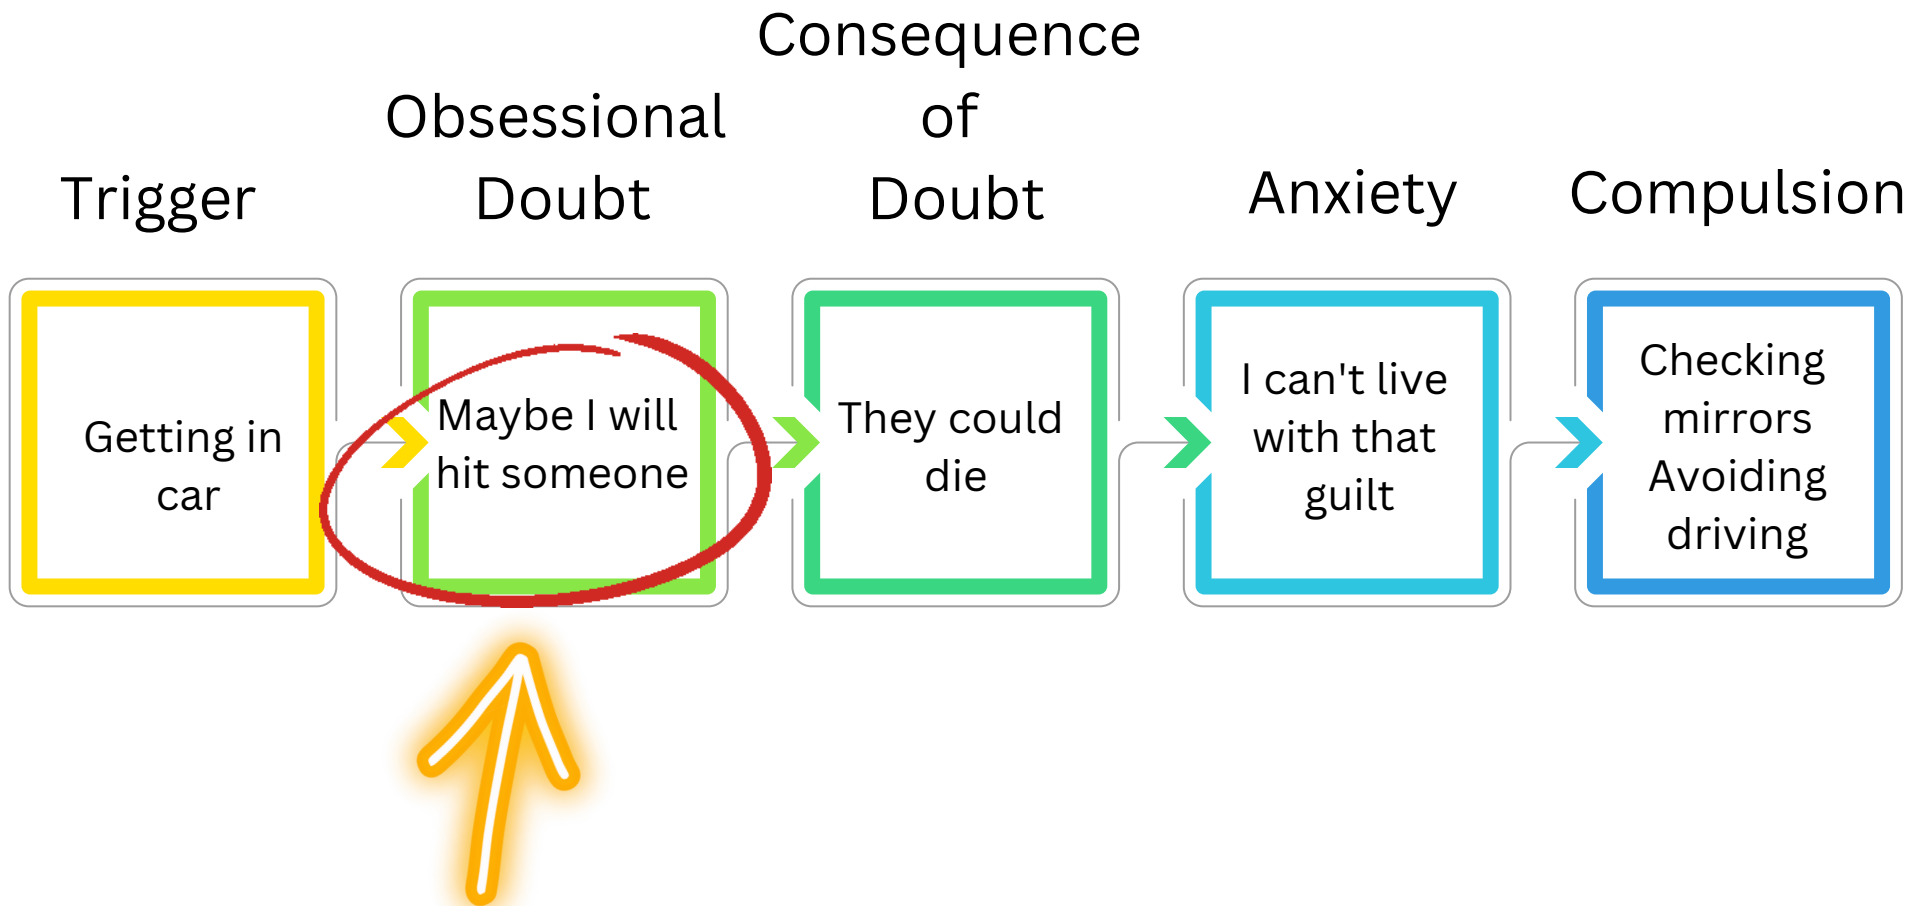 Trigger
Obsessional
Doubt
Consequence
of
Doubt
Anxiety
Compulsion
Getting in
car
Maybe I will
hit someone
They could
die
I can't live
with that
guilt
Checking
mirrors
Avoiding
driving